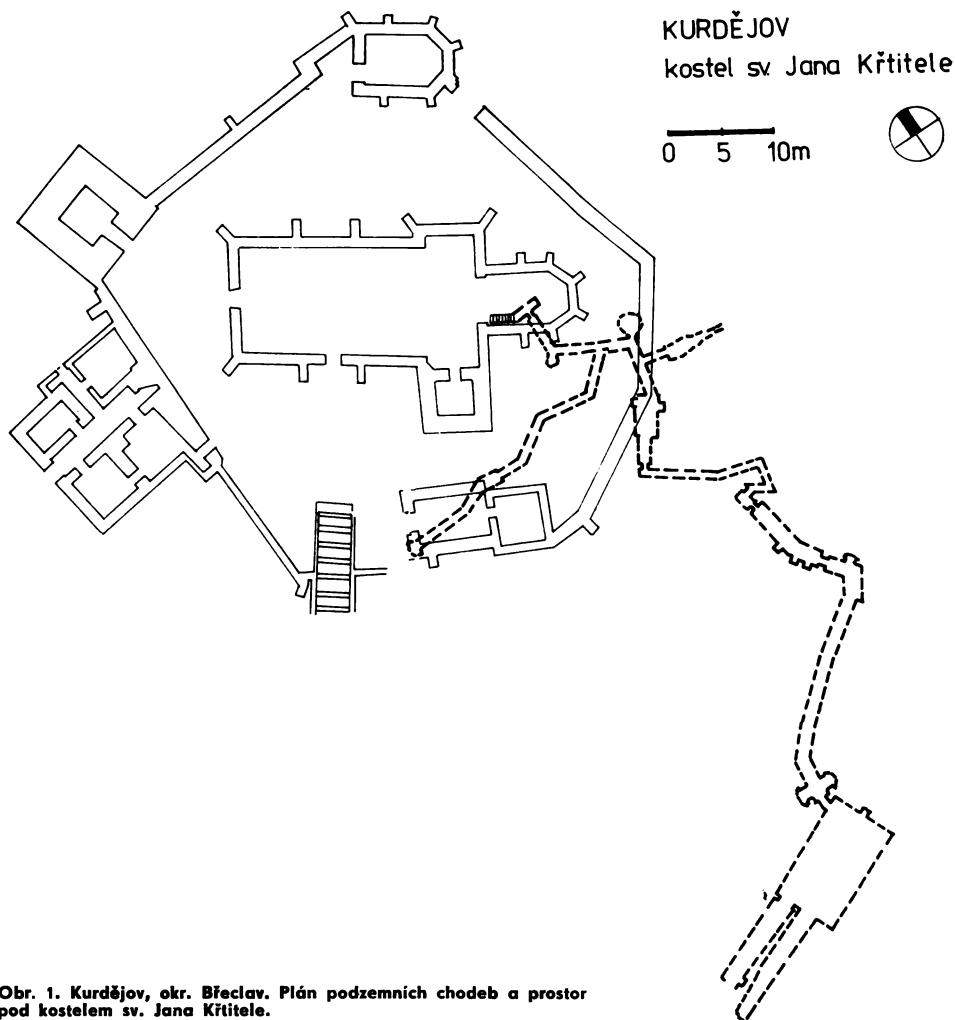 KURDĚJOV
kostel sv. Jana Křtitele
0 5 10m
Obr. 1. Kurdějov, okr. Břeclav. Plán podzemních chodeb a prostor
pod kostelem sv. Jana Křtitele.